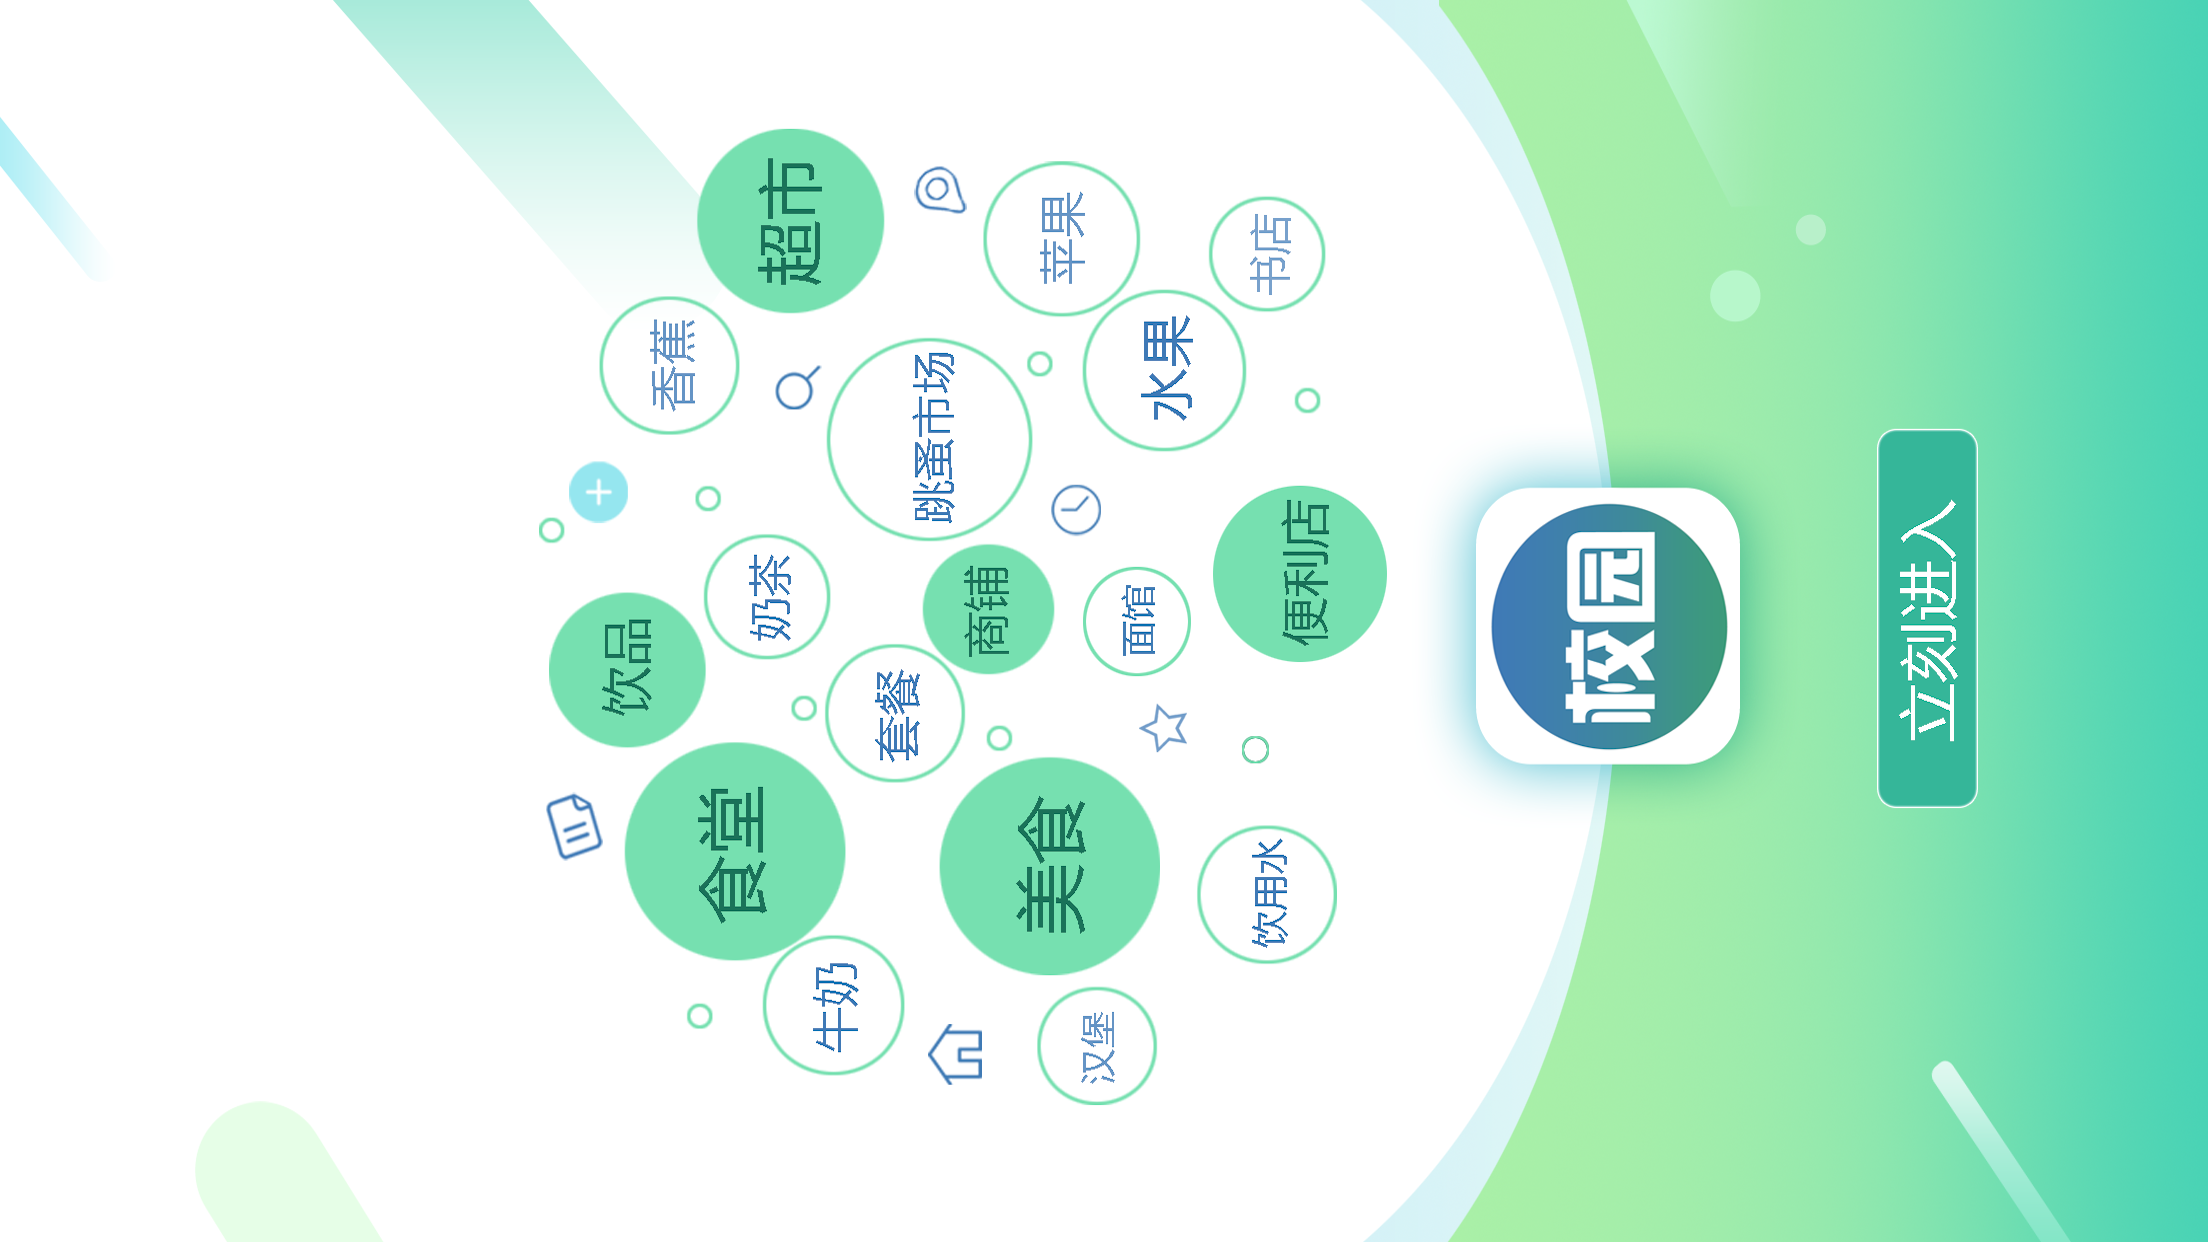 饮品
香蕉
食堂
奶茶
超市
牛奶
套餐
跳蚤市场
商铺
美食
苹果
汉堡
面馆
水果
饮用水
书店
便利店
校园
立刻进入